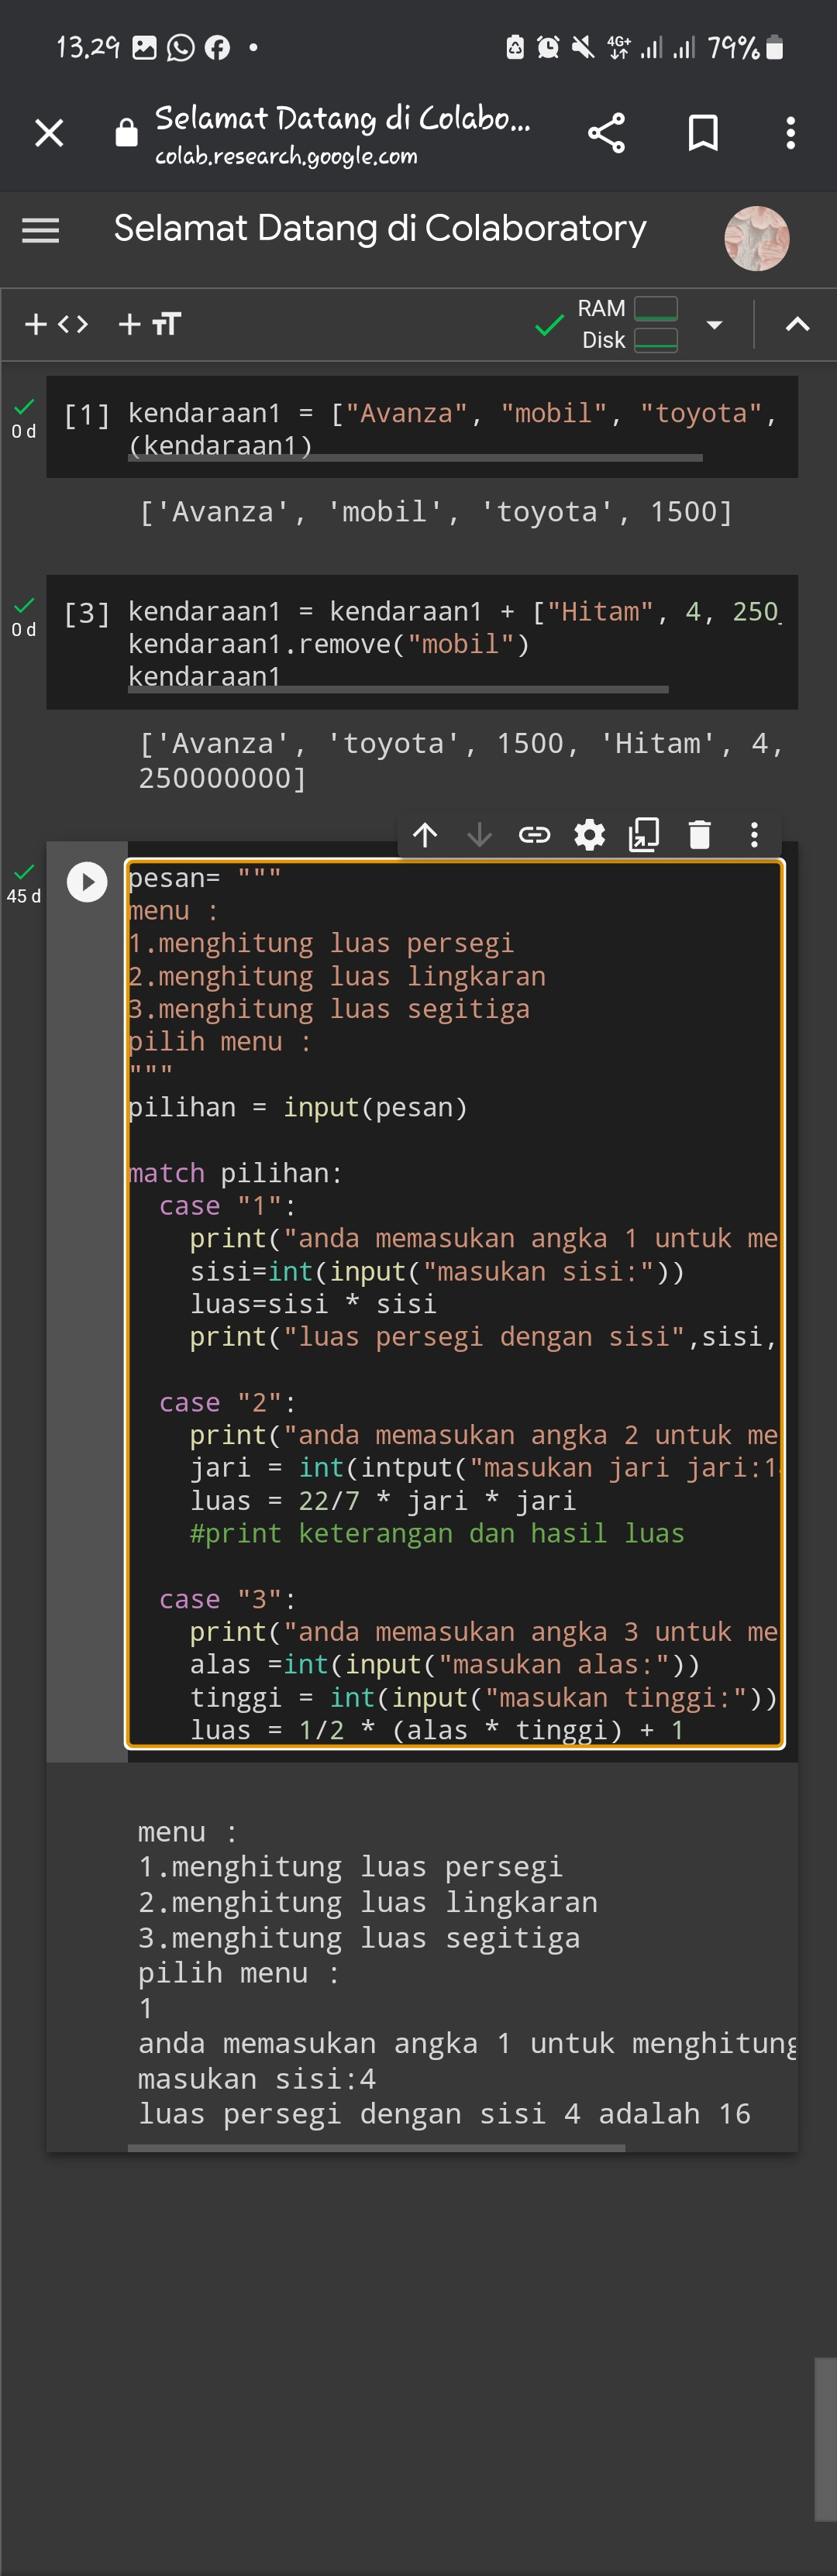 13.29 79%
4G+
Selamat Datang di Colabo...
colab.research.google.com
Selamat Datang di Colaboratory
RAM
Disk
0 d
[1] kendaraan1 = ["Avanza", "mobil", "toyota",
(kendaraan1)
['Avanza', 'mobil', 'toyota', 1500]
0 d
[3] kendaraan1 = kendaraan1 + ["Hitam", 4, 250_
kendaraan1.remove("mobil")
kendaraan1
['Avanza', 'toyota', 1500, 'Hitam', 4,
250000000]
45 d
pesan= """
menu :
1.menghitung luas persegi
2.menghitung luas lingkaran
3.menghitung luas segitiga
pilih menu :
"""
pilihan = input(pesan)
match pilihan:
case "1":
print("anda memasukan angka 1 untuk me
sisi=int(input("masukan sisi:"))
luas=sisi * sisi
print("luas persegi dengan sisi",sisi,
case "2":
print("anda memasukan angka 2 untuk me
jari = int(intput("masukan jari jari:1
luas = 22/7 * jari * jari
#print keterangan dan hasil luas
case "3":
print("anda memasukan angka 3 untuk me
alas =int(input("masukan alas:"))
tinggi = int(input("masukan tinggi:"))
luas = 1/2 * (alas * tinggi) + 1
menu :
1.menghitung luas persegi
2.menghitung luas lingkaran
3.menghitung luas segitiga
pilih menu :
1
anda memasukan angka 1 untuk menghitung
masukan sisi:4
luas persegi dengan sisi 4 adalah 16